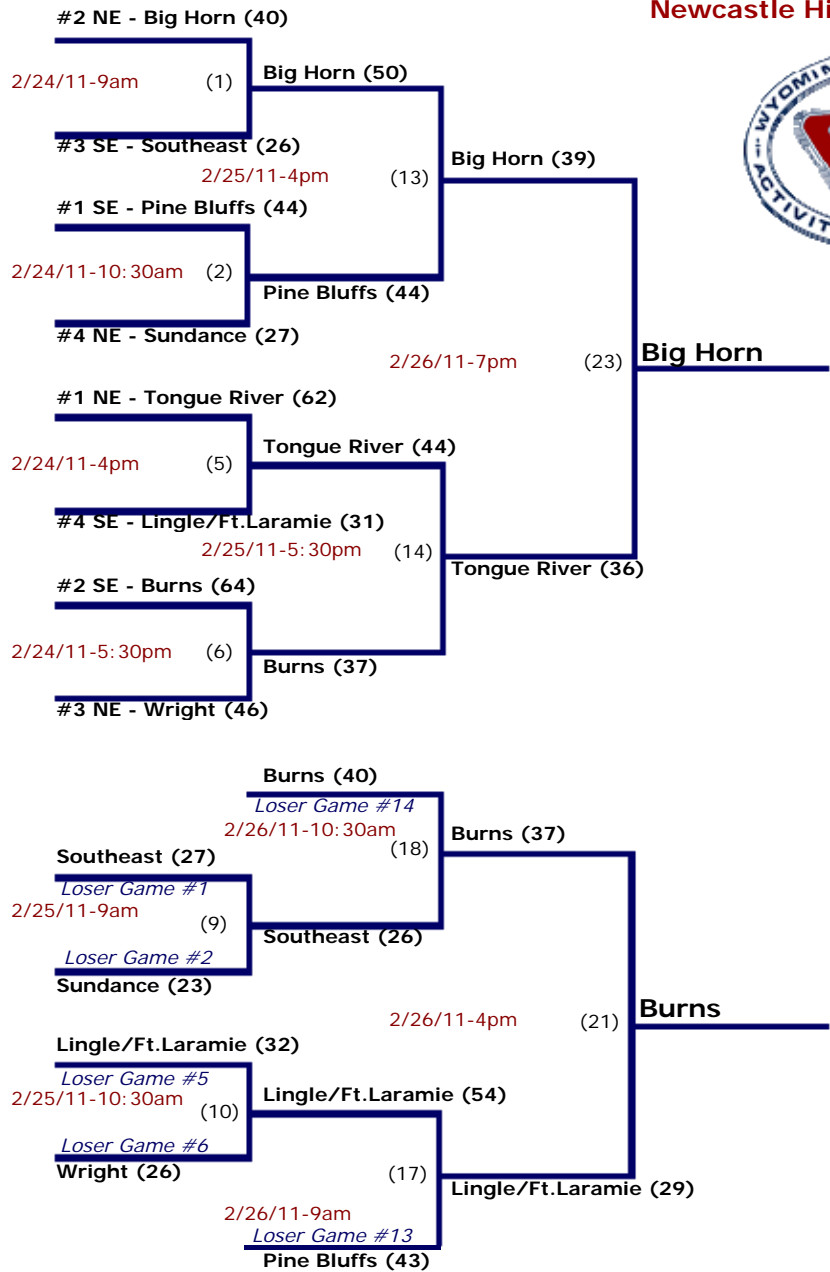 Newcastle Hi
#2 NE - Big Horn (40)
2/24/11-9am (1) Big Horn (50)
#3 SE - Southeast (26)
2/25/11-4pm (13) Big Horn (39)
#1 SE - Pine Bluffs (44)
2/24/11-10:30am (2)
Pine Bluffs (44)
#4 NE - Sundance (27)
2/26/11-7pm (23) Big Horn
#1 NE - Tongue River (62)
Tongue River (44)
2/24/11-4pm (5)
#4 SE - Lingle/Ft.Laramie (31)
2/25/11-5:30pm (14)
Tongue River (36)
#2 SE - Burns (64)
2/24/11-5:30pm (6)
Burns (37)
#3 NE - Wright (46)
WYOMIN
ACTIVIT
Burns (40)
Loser Game #14
2/26/11-10:30am (18) Burns (37)
Southeast (27)
Loser Game #1
2/25/11-9am (9)
Southeast (26)
Loser Game #2
Sundance (23)
2/26/11-4pm (21) Burns
Lingle/Ft.Laramie (32)
Loser Game #5
2/25/11-10:30am (10) Lingle/Ft.Laramie (54)
Loser Game #6
Wright (26)
(17)
Lingle/Ft.Laramie (29)
2/26/11-9am
Loser Game #13
Pine Bluffs (43)